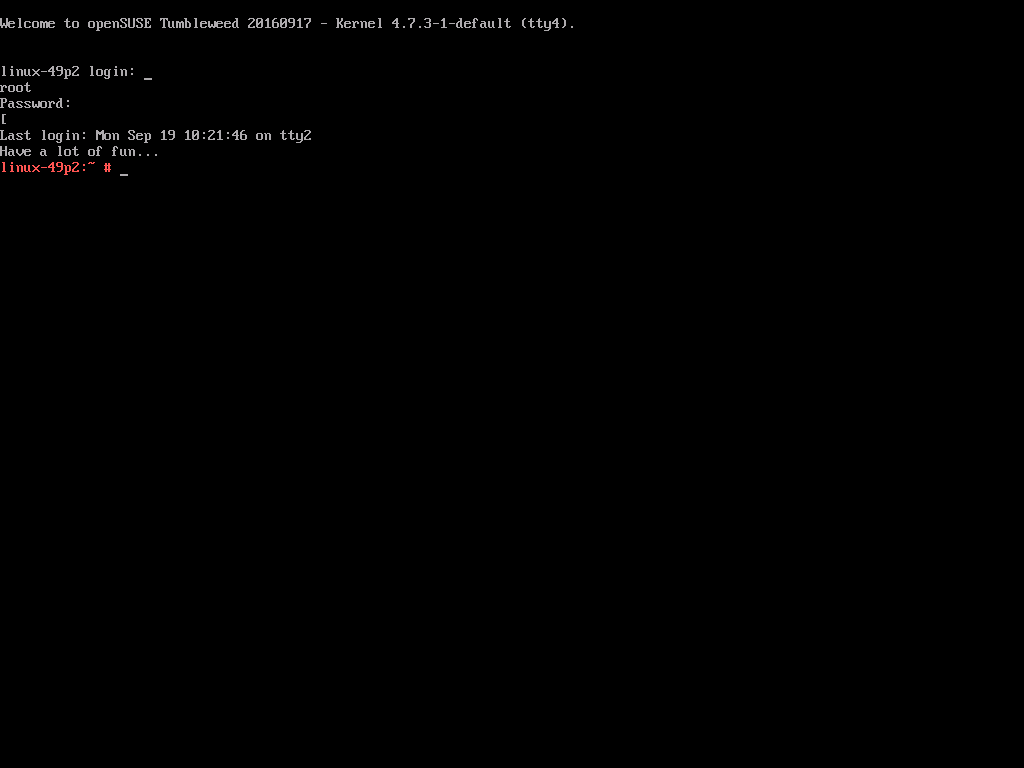 Welcome to openSUSE Tumbleweed 20160917 - Kernel 4.7.3-1-default (tty4).
linux-49p2 login: _
root
Password:
[
Last login: Mon Sep 19 10:21:46 on tty2
Have a lot of fun...
linux-49p2:~ # _